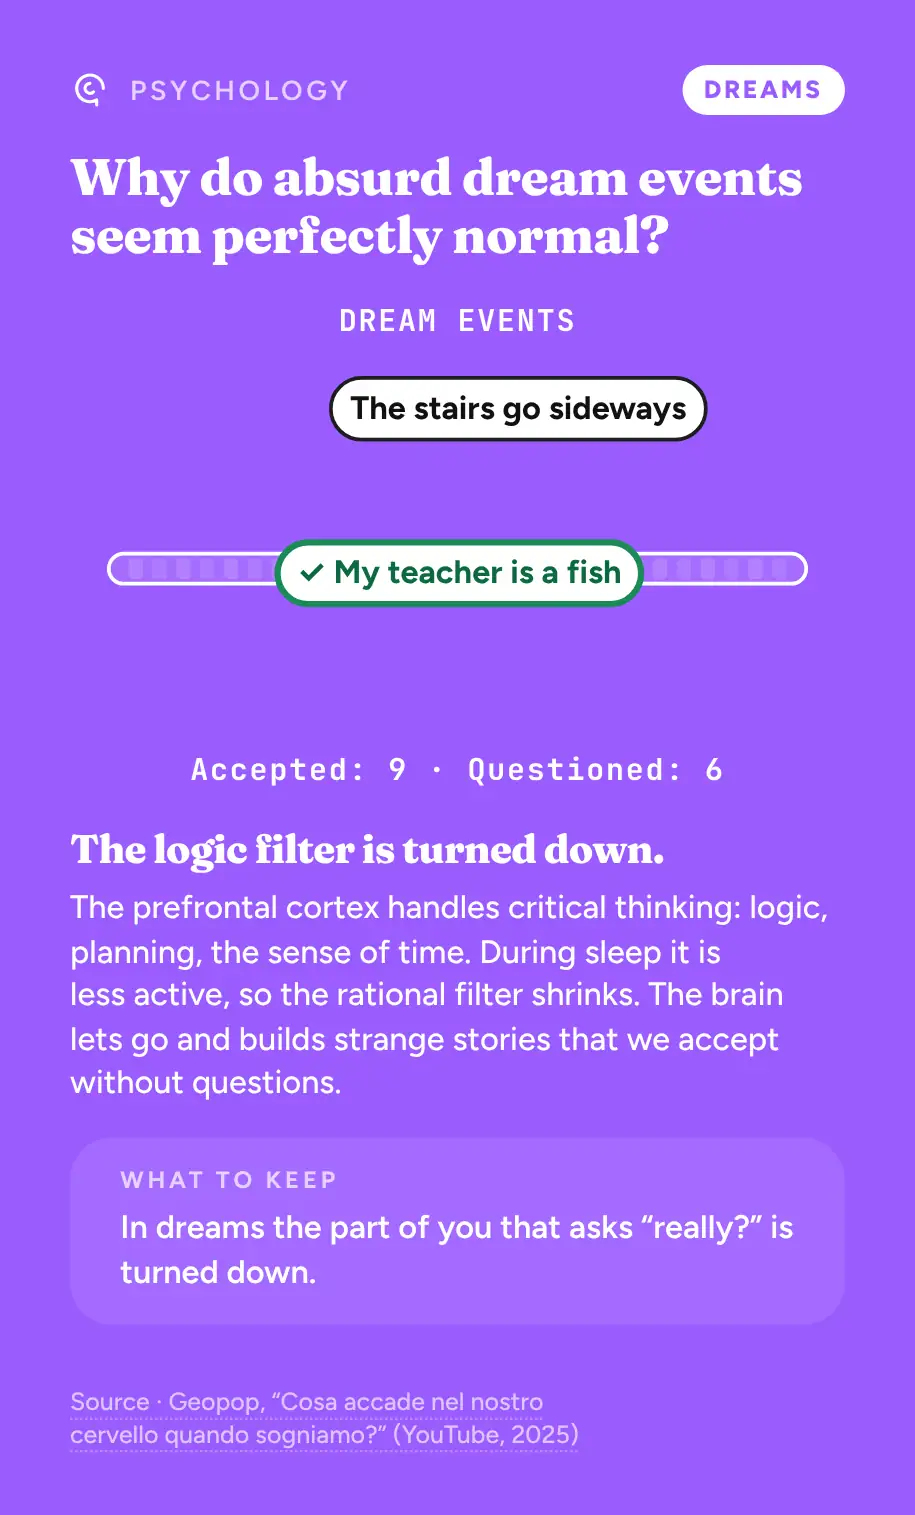 PSYCHOLOGY
DREAMS
Why do absurd dream events
seem perfectly normal?
DREAM EVENTS
The stairs go sideways
✓ My teacher is a fish
Accepted: 9 · Questioned: 6
The logic filter is turned down.
The prefrontal cortex handles critical thinking: logic,
planning, the sense of time. During sleep it is
less active, so the rational filter shrinks. The brain
lets go and builds strange stories that we accept
without questions.
WHAT TO KEEP
In dreams the part of you that asks “really?” is
turned down.
Source · Geopop, “Cosa accade nel nostro
cervello quando sogniamo?” (YouTube, 2025)